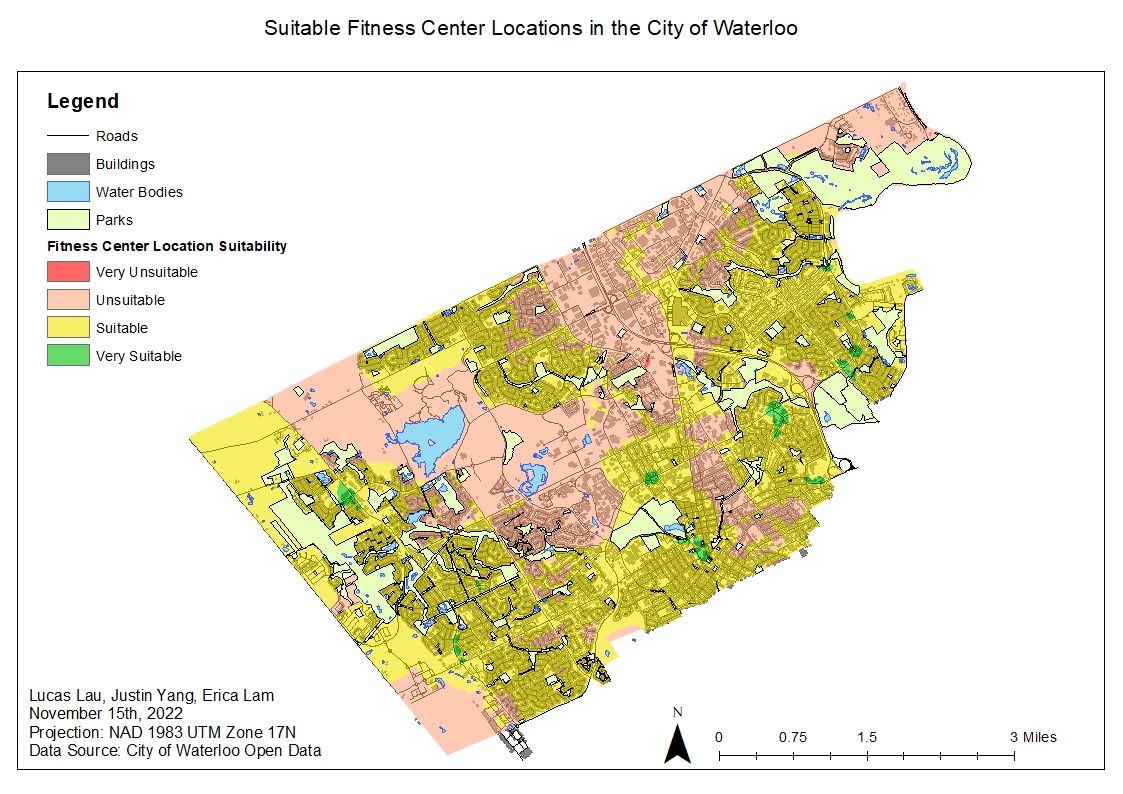 Suitable Fitness Center Locations in the City of Waterloo
Legend
Roads
Buildings
Water Bodies
Parks
Fitness Center Location Suitability
Very Unsuitable
Unsuitable
Suitable
Very Suitable
Lucas Lau, Justin Yang, Erica Lam
November 15th, 2022
Projection: NAD 1983 UTM Zone 17N
Data Source: City of Waterloo Open Data
N
0 0.75 1.5 3 Miles